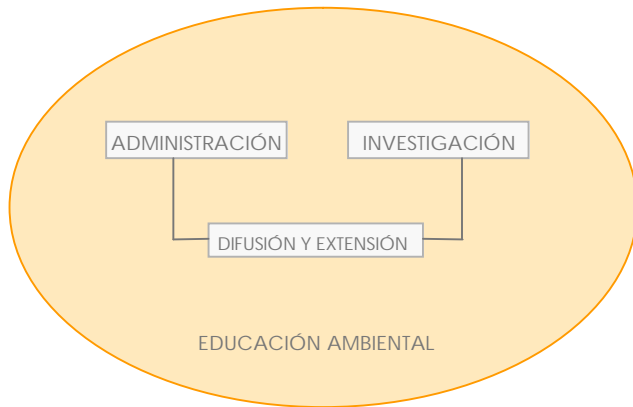 ADMINISTRACIÓN
INVESTIGACIÓN
DIFUSIÓN Y EXTENSIÓN
EDUCACIÓN AMBIENTAL